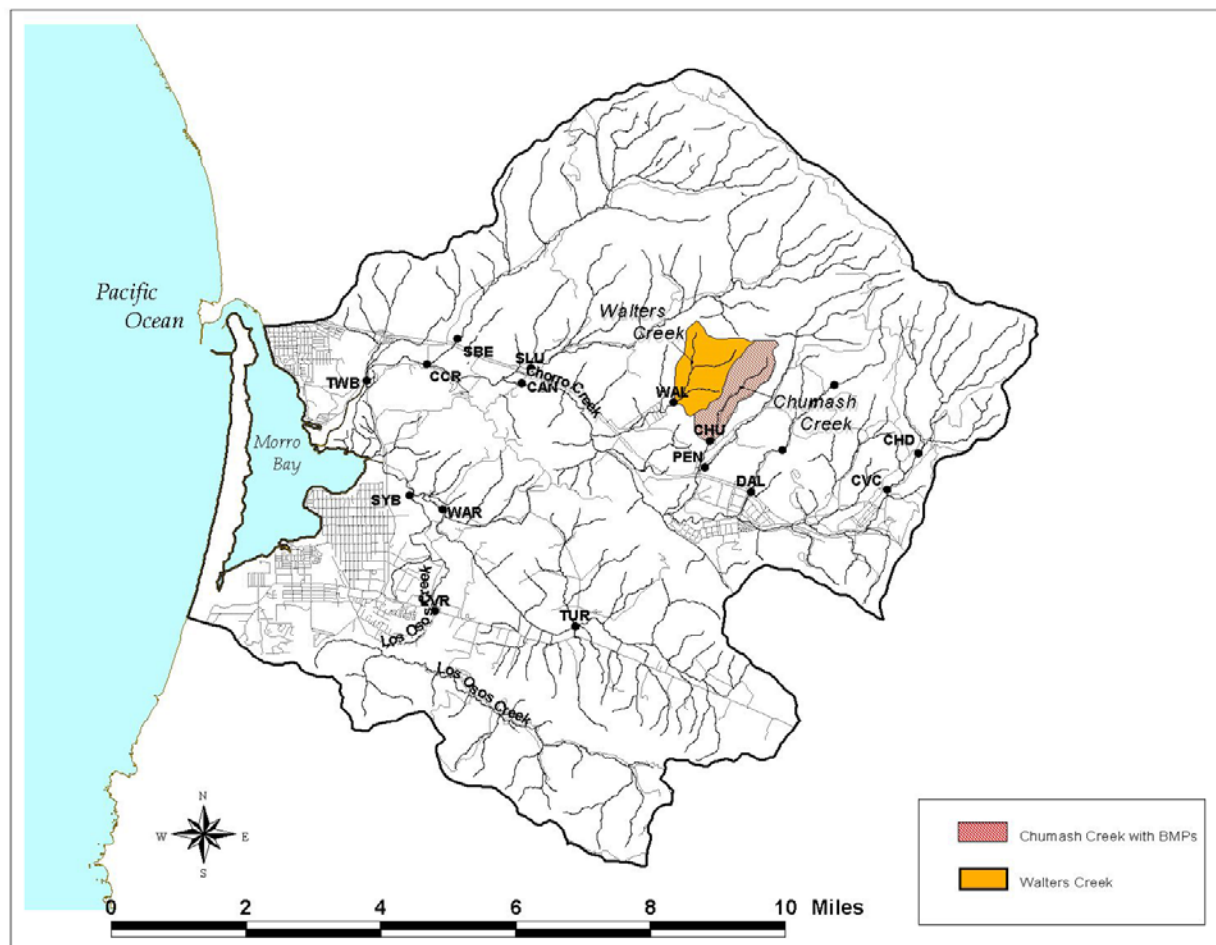 Pacific
Ocean
Morro
Bay
Walters
Creek
Chumash
Creek
SBE
SLU
CCR
Chorro Creek
CAN
TWB
WAL
CHU
PEN
DAL
CHD
CVC
SYB
WAR
TUR
Los Osos Creek
Los Osos Creek
N
W
E
S
0
2
4
6
8
10 Miles
Chumash Creek with BMPs
Walters Creek